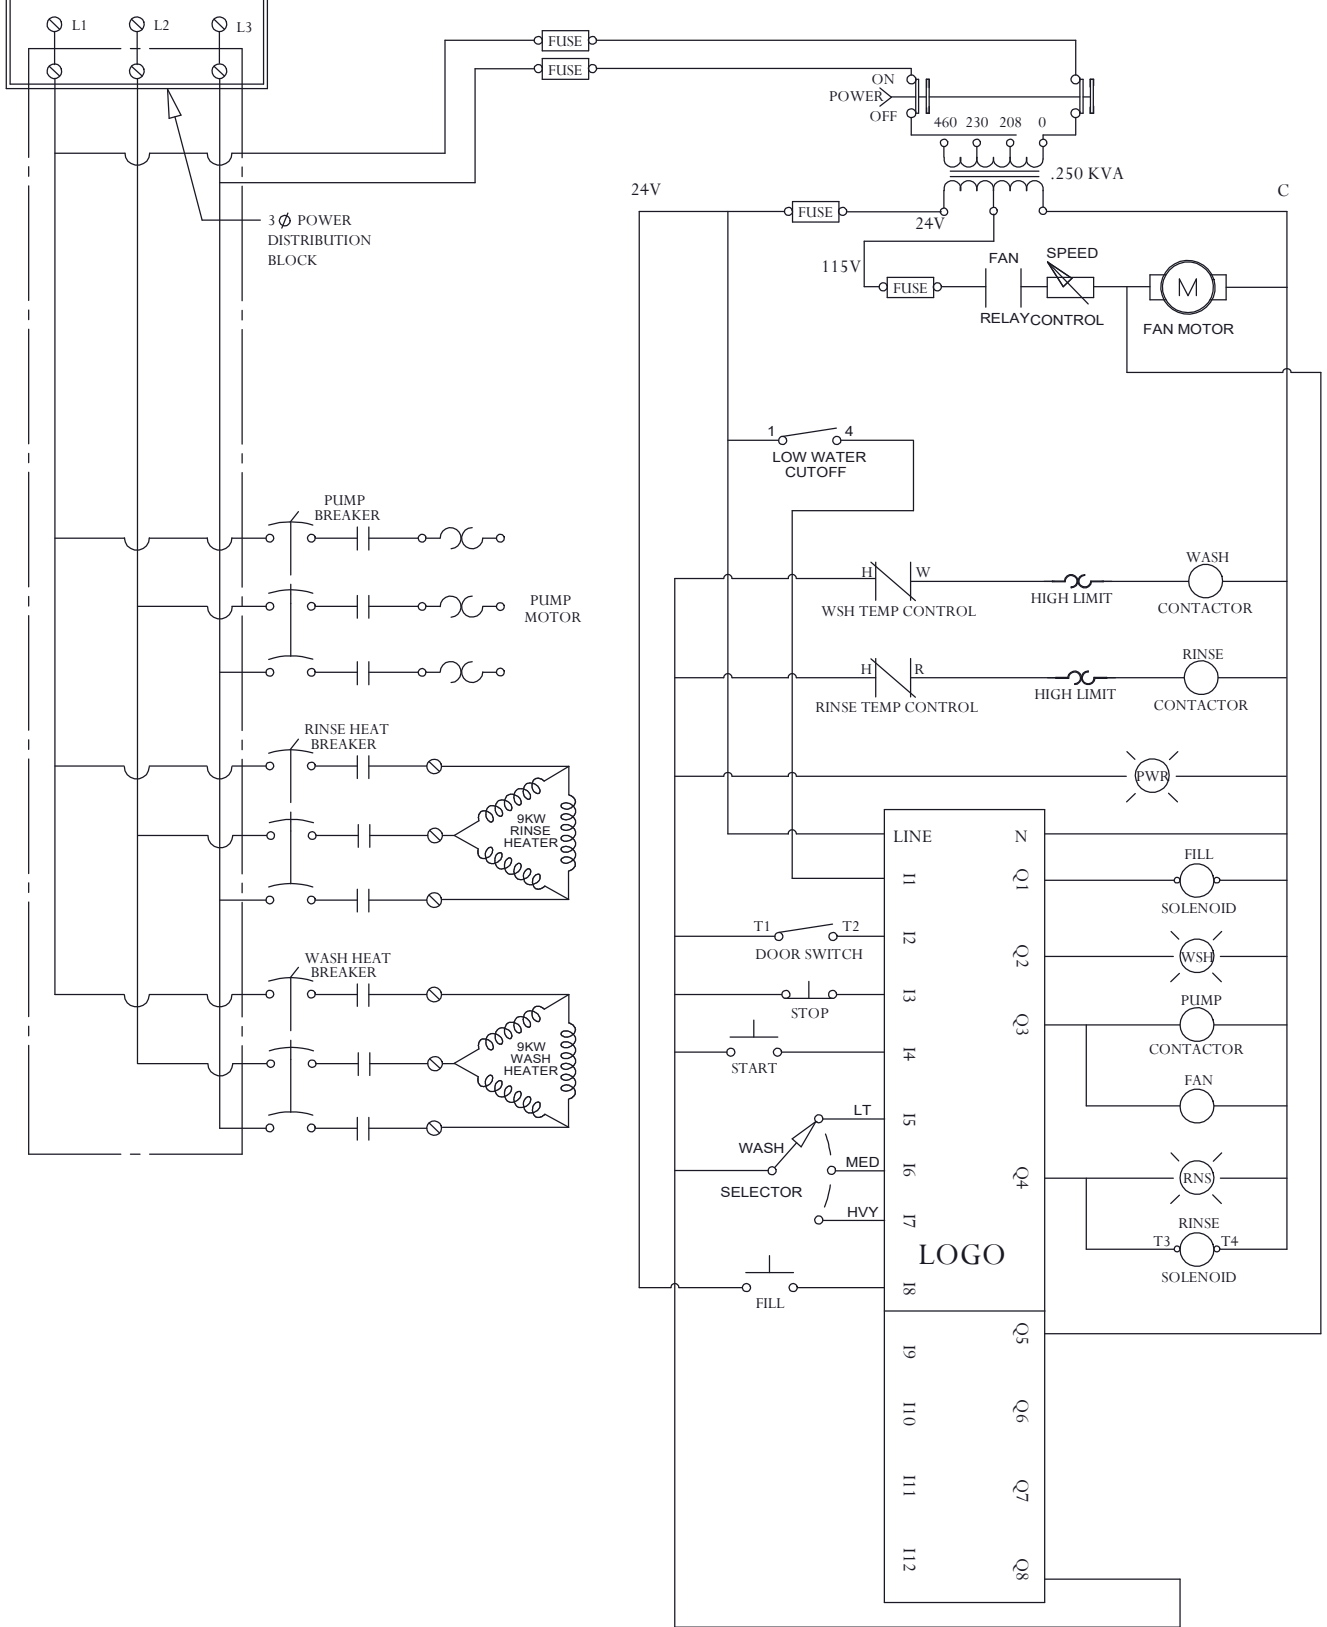 L1
L2
L3
FUSE
FUSE
ON
POWER
OFF
460 230 208 0
.250 KVA
24V
C
FUSE
24V
3 Ø POWER
DISTRIBUTION
BLOCK
115V
FUSE
FAN
RELAY
SPEED
CONTROL
M
FAN MOTOR
1
4
LOW WATER
CUTOFF
PUMP
BREAKER
PUMP
MOTOR
H
W
WSH TEMP CONTROL
HIGH LIMIT
WASH
CONTACTOR
H
R
RINSE TEMP CONTROL
HIGH LIMIT
RINSE
CONTACTOR
RINSE HEAT
BREAKER
9KW
RINSE
HEATER
PWR
LINE
N
I1
Q1
FILL
SOLENOID
T1
T2
DOOR SWITCH
I2
Q2
WSH
WASH HEAT
BREAKER
9KW
WASH
HEATER
STOP
I3
Q3
PUMP
CONTACTOR
START
I4
FAN
LT
I5
WASH
SELECTOR
MED
I6
Q4
RNS
HVY
I7
RINSE
T3
T4
SOLENOID
LOGO
FILL
I8
Q5
I9
I10
Q6
I11
Q7
I12
Q8